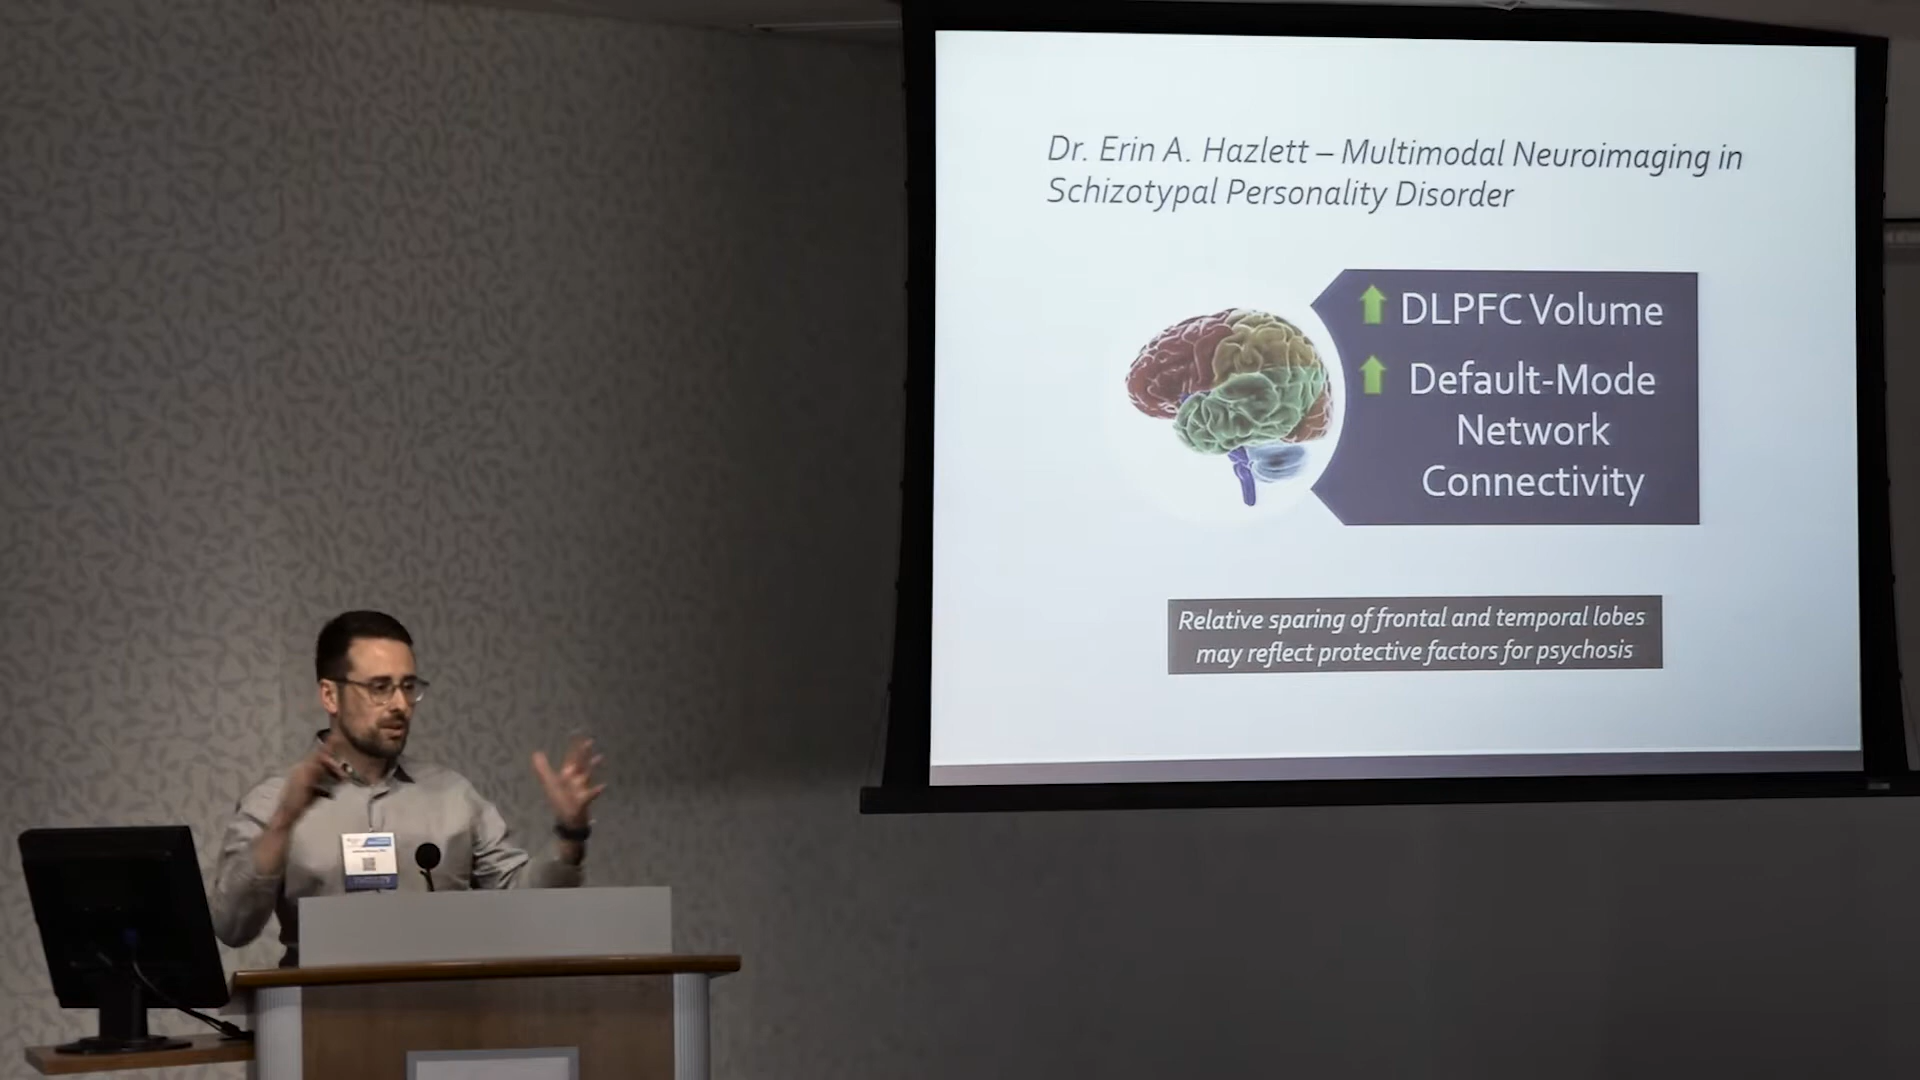 Dr. Erin A. Hazlett – Multimodal Neuroimaging in
Schizotypal Personality Disorder
DLPFC Volume
Default-Mode
Network
Connectivity
Relative sparing of frontal and temporal lobes
may reflect protective factors for psychosis